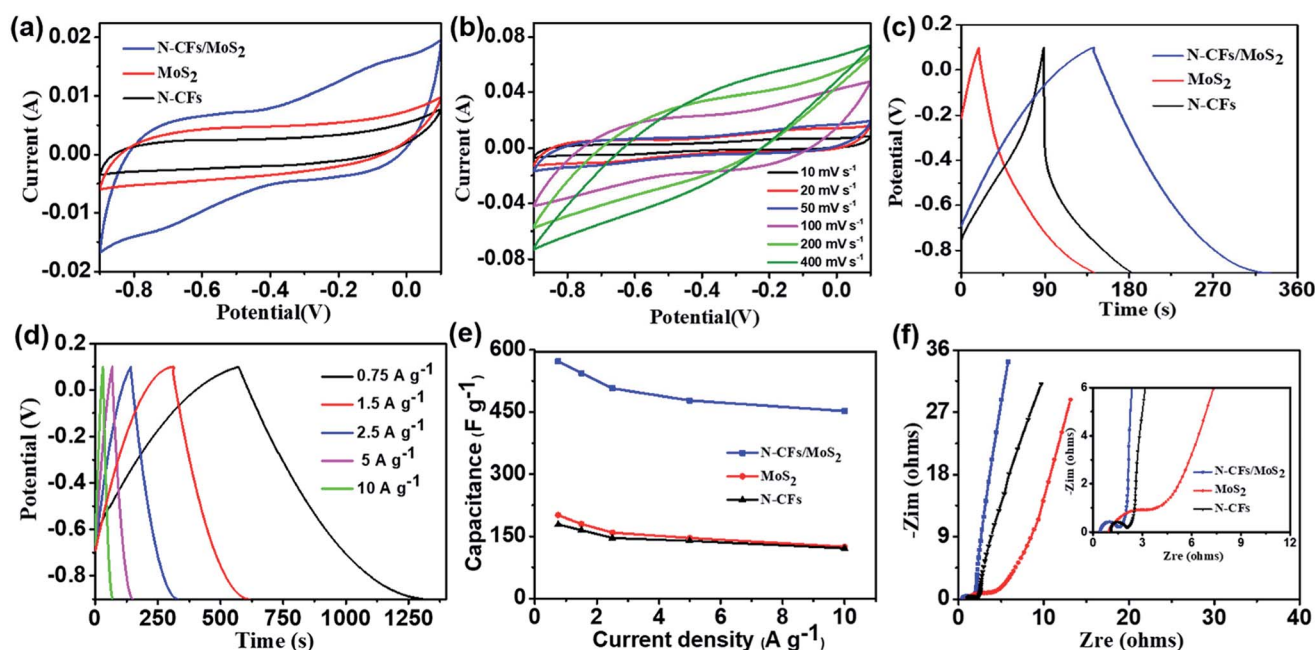 (a)
0.02
0.01
0.00
-0.01
-0.02
Current (A)
N-CFs/MoS2
MoS2
N-CFs
-0.8 -0.6 -0.4 -0.2 0.0
Potential(V)
(b)
0.08
0.04
0.00
-0.04
-0.08
Current (A)
10 mV s-1
20 mV s-1
50 mV s-1
100 mV s-1
200 mV s-1
400 mV s-1
-0.8 -0.6 -0.4 -0.2 0.0
Potential(V)
(c)
0.2
0.0
-0.2
-0.4
-0.6
-0.8
Potential (V)
N-CFs/MoS2
MoS2
N-CFs
0 90 180 270 360
Time (s)
(d)
0.2
0.0
-0.2
-0.4
-0.6
-0.8
Potential (V)
0.75 A g-1
1.5 A g-1
2.5 A g-1
5 A g-1
10 A g-1
0 250 500 750 1000 1250
Time (s)
(e)
600
450
300
150
0
Capacitance (F g-1)
N-CFs/MoS2
MoS2
N-CFs
0 2 4 6 8 10
Current density (A g-1)
(f)
36
27
18
9
0
-Zim (ohms)
6
4
2
0
-Zim (ohms)
N-CFs/MoS2
MoS2
N-CFs
0 3 6 9 12
Zre (ohms)
0 10 20 30 40
Zre (ohms)